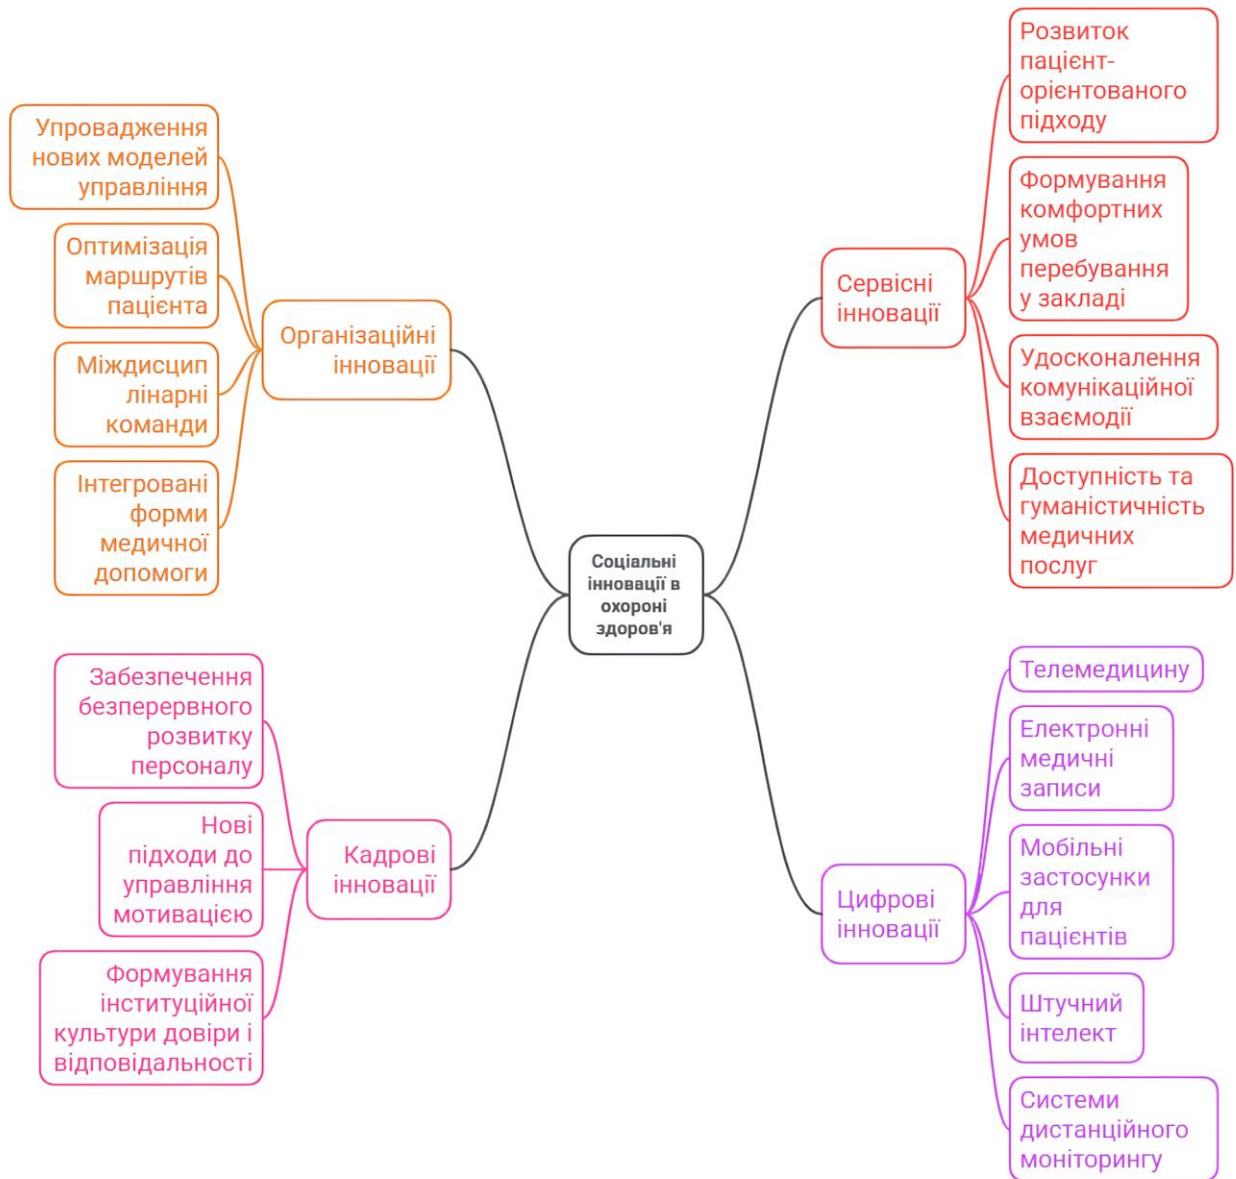 Розвиток
пацієнт-
орієнтованого
підходу
Формування
комфортних
умов
перебування
у закладі
Удосконалення
комунікаційної
взаємодії
Доступність та
гуманістичність
медичних
послуг
Сервісні
інновації
Упровадження
нових моделей
управління
Оптимізація
маршрутів
пацієнта
Міждисцип
лінарні
команди
Інтегровані
форми
медичної
допомоги
Організаційні
інновації
Соціальні
інновації в
охороні
здоров'я
Забезпечення
безперервного
розвитку
персоналу
Нові
підходи до
управління
мотивацією
Формування
інституційної
культури довіри і
відповідальності
Кадрові
інновації
Цифрові
інновації
Телемедицину
Електронні
медичні
записи
Мобільні
застосунки
для
пацієнтів
Штучний
інтелект
Системи
дистанційного
моніторингу